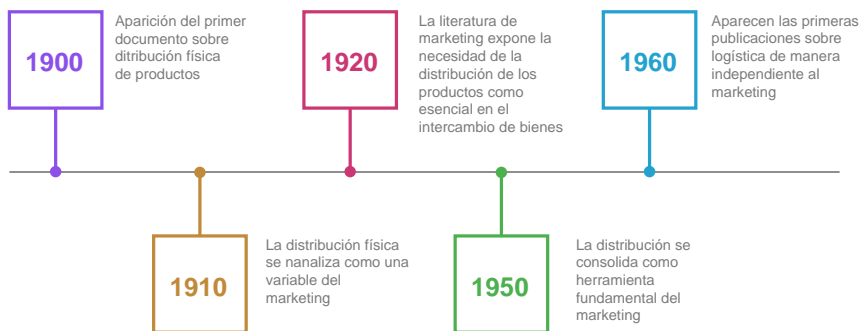 1900
Aparición del primer
documento sobre
ditribución física
de productos
1920
La literatura de
marketing expone la
necesidad de la
distribución de los
productos como
esencial en el
intercambio de bienes
1960
Aparecen las primeras
publicaciones sobre
logística de manera
independiente al
marketing
1910
La distribución física
se nanaliza como una
variable del
marketing
1950
La distribución se
consolida como
herramienta
fundamental del
marketing